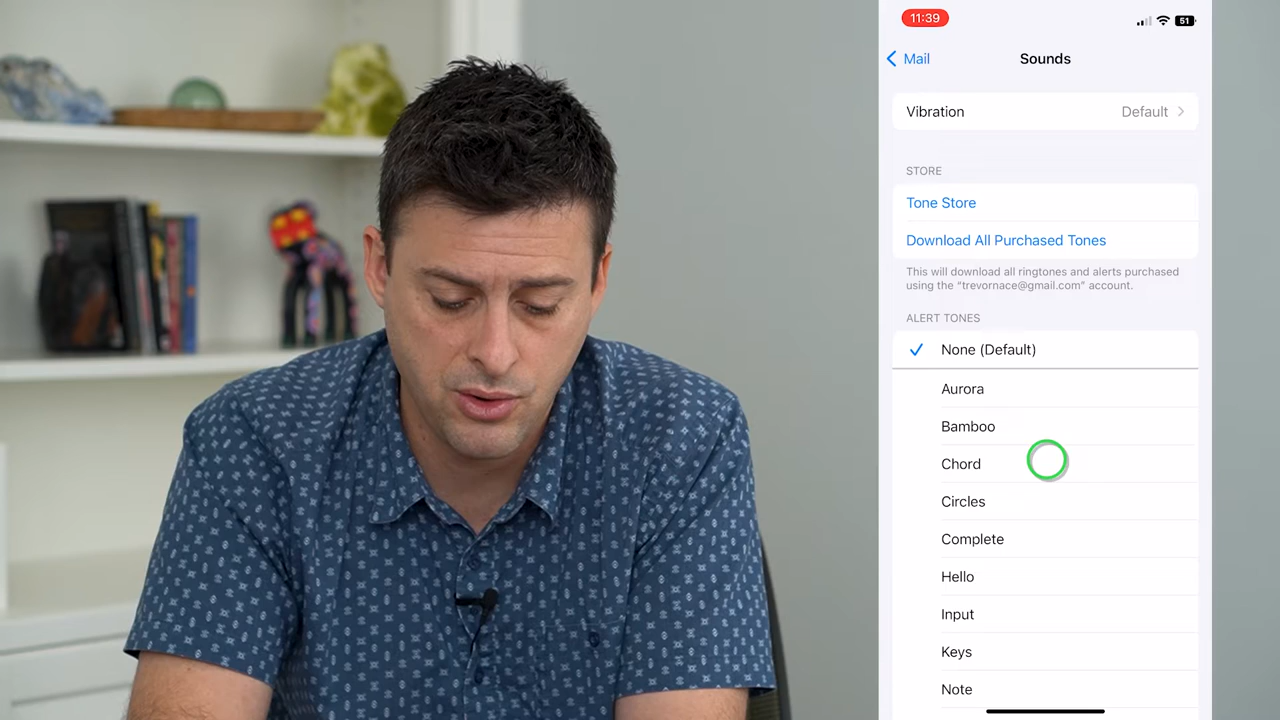 11:39
51
Mail
Sounds
Vibration
Default
STORE
Tone Store
Download All Purchased Tones
This will download all ringtones and alerts purchased
using the “trevornace@gmail.com” account.
ALERT TONES
None (Default)
Aurora
Bamboo
Chord
Circles
Complete
Hello
Input
Keys
Note